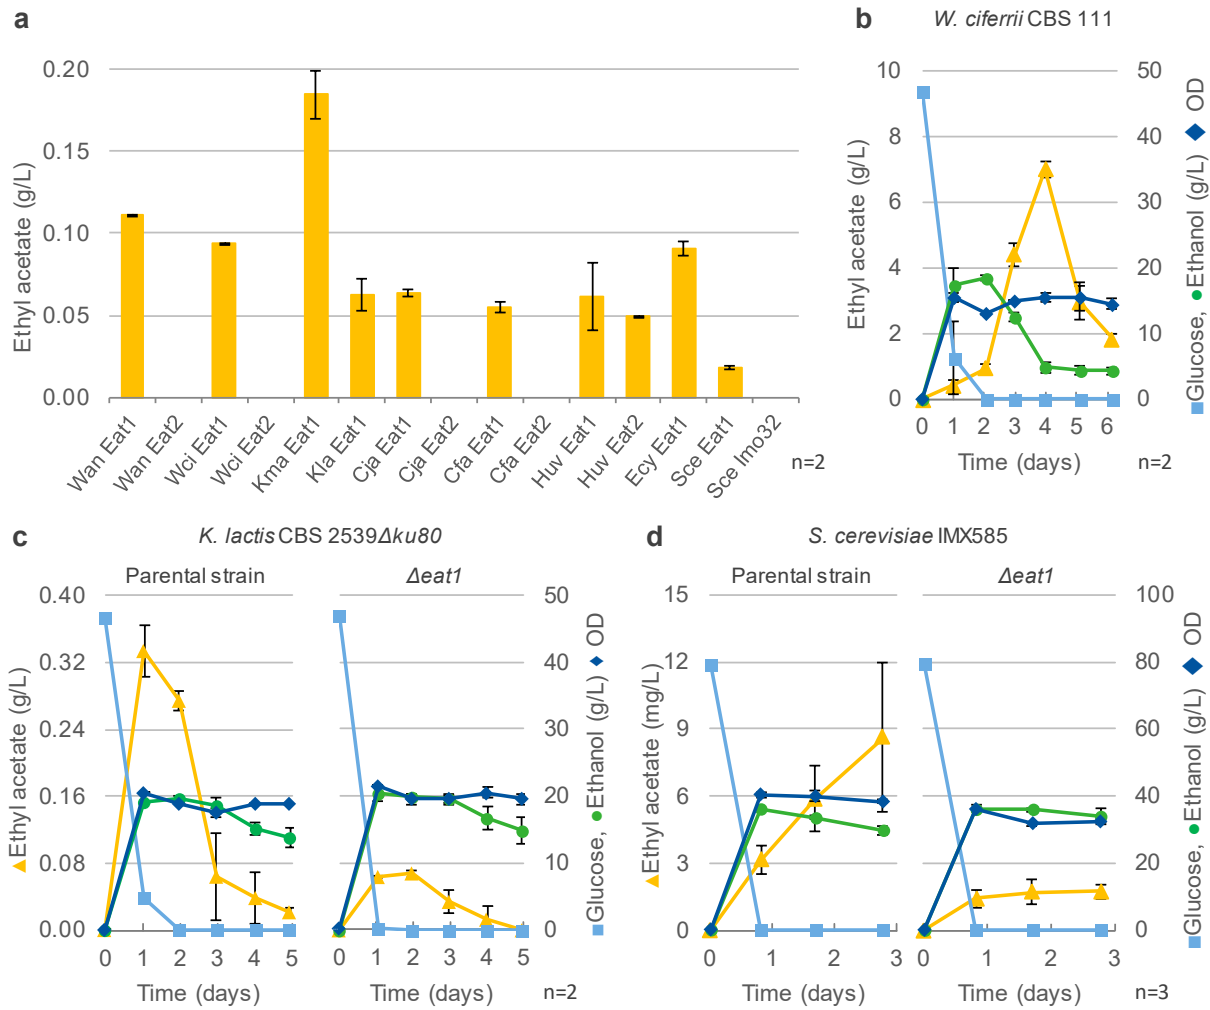 a
Ethyl acetate (g/L)
0.20
0.15
0.10
0.05
0.00
Wan Eat1
Wan Eat2
Wci Eat1
Wci Eat2
Kma Eat1
Kla Eat1
Cja Eat1
Cja Eat2
Cfa Eat1
Cfa Eat2
Huv Eat1
Huv Eat2
Ecy Eat1
Sce Eat1
Sce Imo32
n=2
b
W. ciferrii CBS 111
Ethyl acetate (g/L)
10
8
6
4
2
0
50
40
30
20
10
0
Glucose, Ethanol (g/L) OD
0 1 2 3 4 5 6
Time (days)
n=2
c
K. lactis CBS 2539Δku80
Parental strain
Δeat1
Ethyl acetate (g/L)
0.40
0.32
0.24
0.16
0.08
0.00
50
40
30
20
10
0
Glucose, Ethanol (g/L) OD
0 1 2 3 4 5
0 1 2 3 4 5
Time (days)
Time (days)
n=2
d
S. cerevisiae IMX585
Parental strain
Δeat1
Ethyl acetate (mg/L)
15
12
9
6
3
0
100
80
60
40
20
0
Glucose, Ethanol (g/L) OD
0 1 2 3
0 1 2 3
Time (days)
Time (days)
n=3